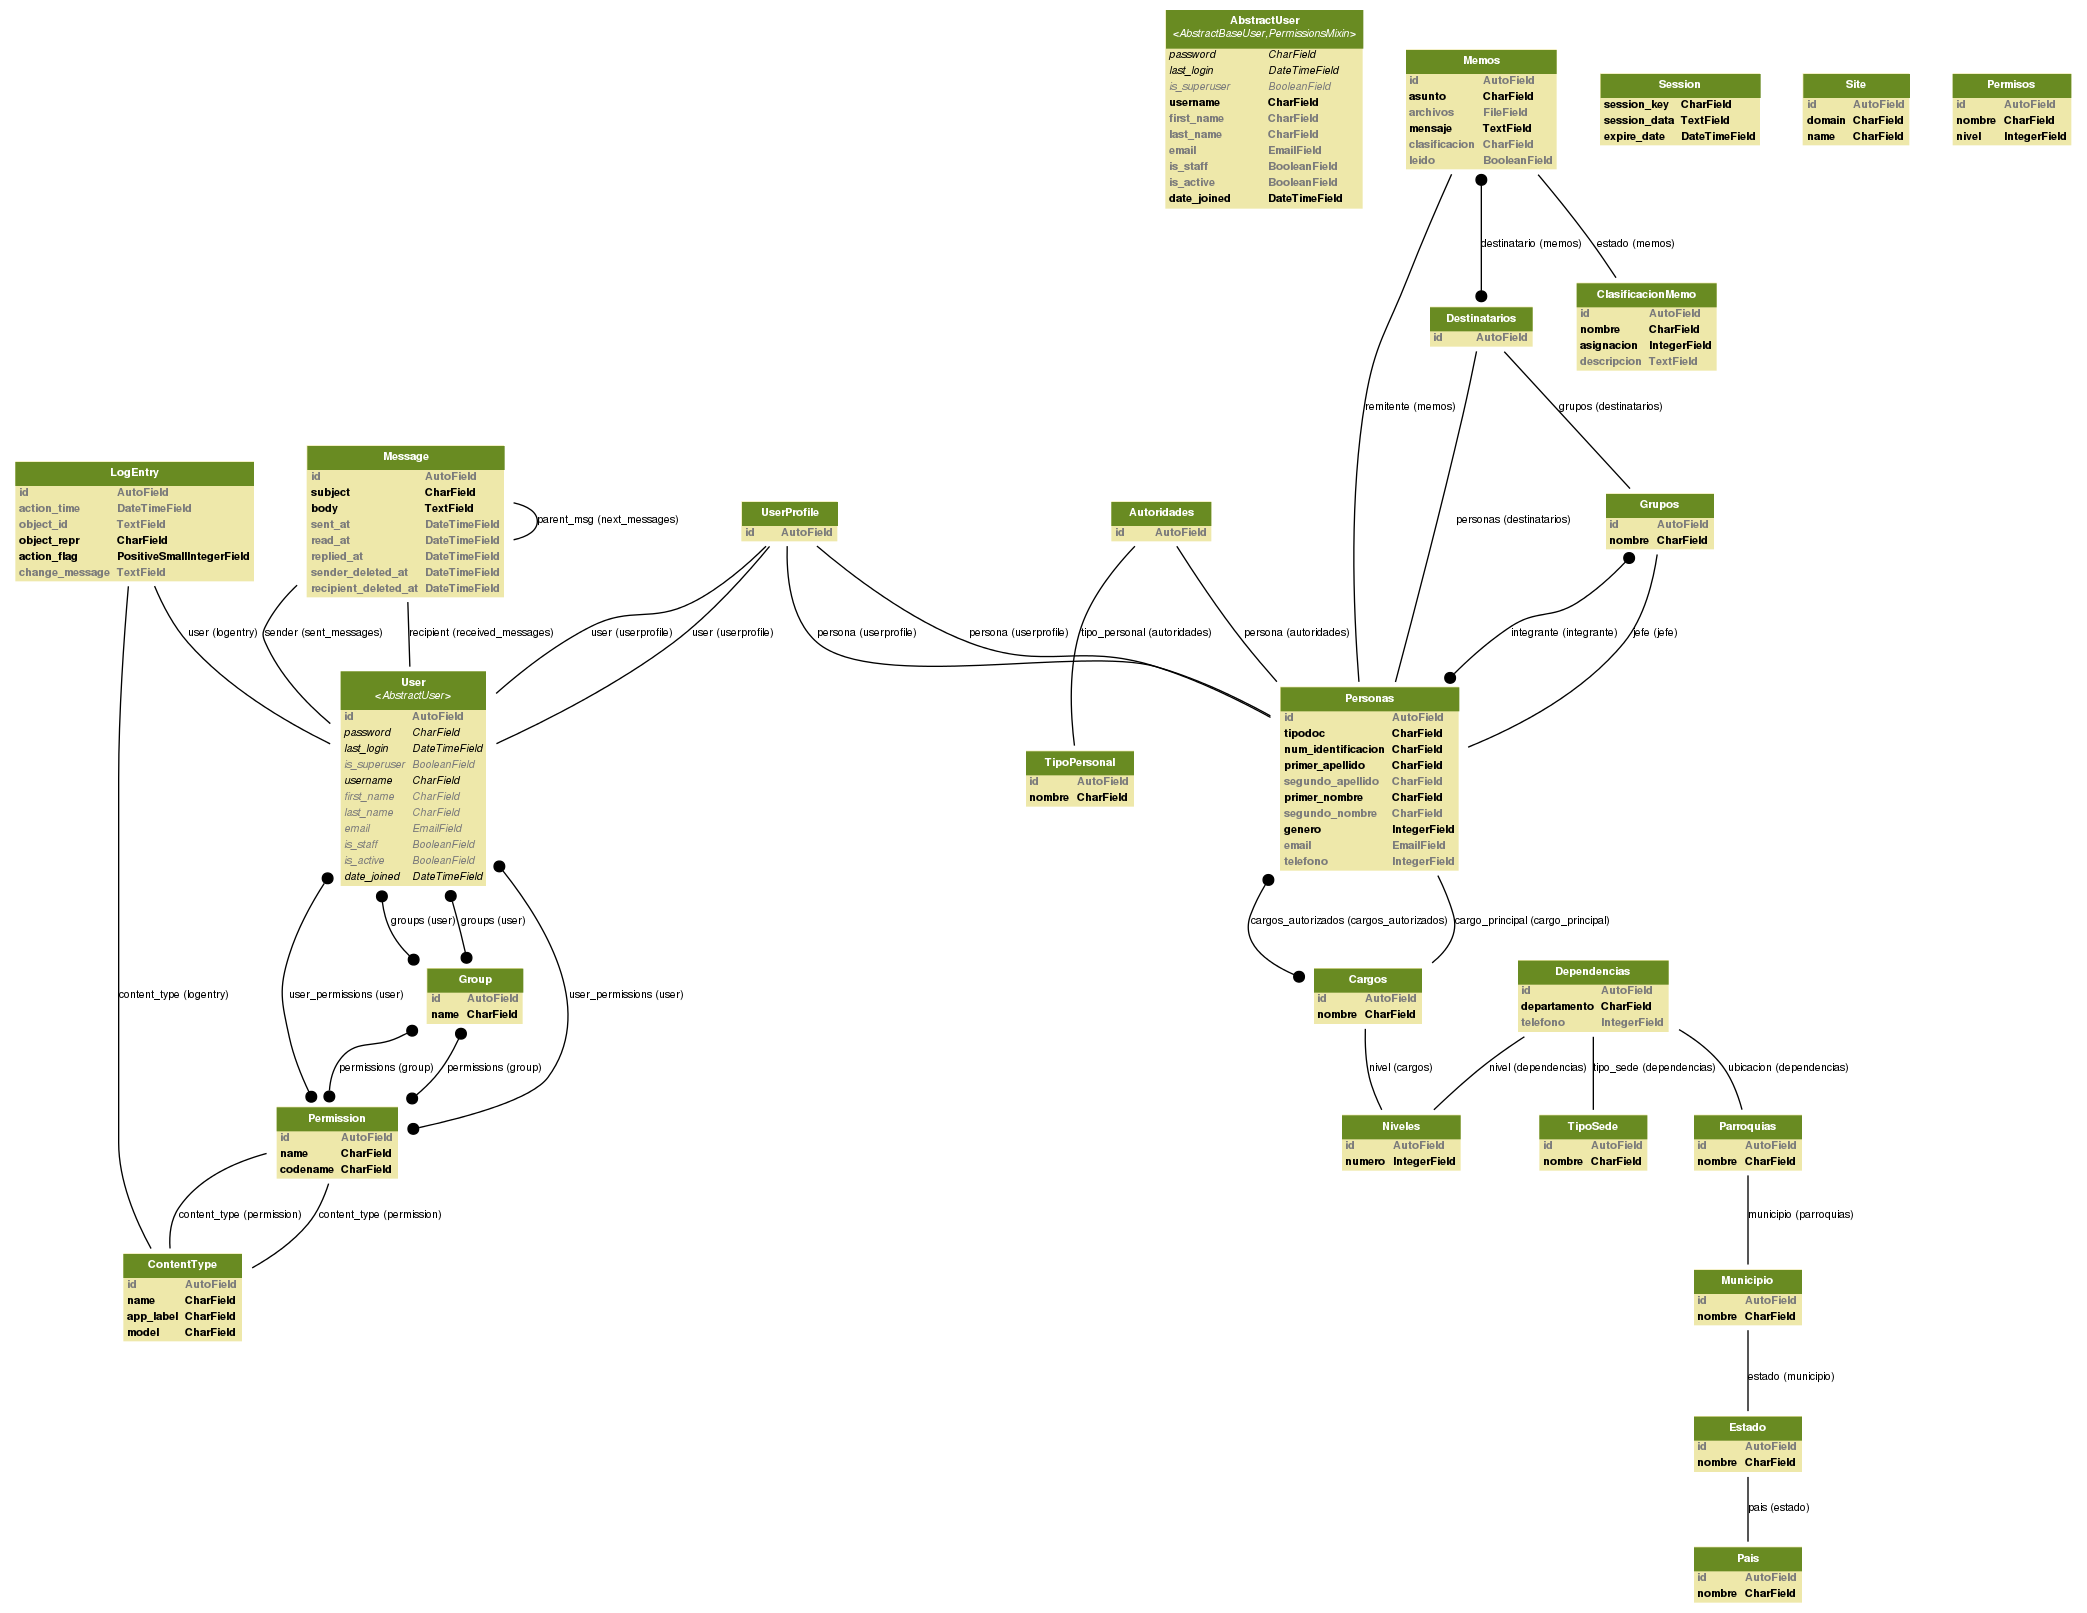 AbstractUser
<AbstractBaseUser,PermissionsMixin>
password CharField
last_login DateTimeField
is_superuser BooleanField
username CharField
first_name CharField
last_name CharField
email EmailField
is_staff BooleanField
is_active BooleanField
date_joined DateTimeField
Memos
id AutoField
asunto CharField
archivos FileField
mensaje TextField
clasificacion CharField
leido BooleanField
Session
session_key CharField
session_data TextField
expire_date DateTimeField
Site
id AutoField
domain CharField
name CharField
Permisos
id AutoField
nombre CharField
nivel IntegerField
destinatario (memos)
estado (memos)
Destinatarios
id AutoField
ClasificacionMemo
id AutoField
nombre CharField
asignacion IntegerField
descripcion TextField
remitente (memos)
grupos (destinatarios)
LogEntry
id AutoField
action_time DateTimeField
object_id TextField
object_repr CharField
action_flag PositiveSmallIntegerField
change_message TextField
Message
id AutoField
subject CharField
body TextField
sent_at DateTimeField
read_at DateTimeField
replied_at DateTimeField
sender_deleted_at DateTimeField
recipient_deleted_at DateTimeField
parent_msg (next_messages)
UserProfile
id AutoField
Autoridades
id AutoField
personas (destinatarios)
Grupos
id AutoField
nombre CharField
user (logentry)
sender (sent_messages)
recipient (received_messages)
user (userprofile)
user (userprofile)
persona (userprofile)
persona (userprofile)
tipo_personal (autoridades)
persona (autoridades)
integrante (integrante)
jefe (jefe)
User
<AbstractUser>
id AutoField
password CharField
last_login DateTimeField
is_superuser BooleanField
username CharField
first_name CharField
last_name CharField
email EmailField
is_staff BooleanField
is_active BooleanField
date_joined DateTimeField
TipoPersonal
id AutoField
nombre CharField
Personas
id AutoField
tipodoc CharField
num_identificacion CharField
primer_apellido CharField
segundo_apellido CharField
primer_nombre CharField
segundo_nombre CharField
genero IntegerField
email EmailField
telefono IntegerField
groups (user)
groups (user)
cargos_autorizados (cargos_autorizados)
cargo_principal (cargo_principal)
content_type (logentry)
user_permissions (user)
Group
id AutoField
name CharField
user_permissions (user)
Cargos
id AutoField
nombre CharField
Dependencias
id AutoField
departamento CharField
telefono IntegerField
permissions (group)
permissions (group)
nivel (cargos)
nivel (dependencias)
tipo_sede (dependencias)
ubicacion (dependencias)
Permission
id AutoField
name CharField
codename CharField
Niveles
id AutoField
numero IntegerField
TipoSede
id AutoField
nombre CharField
Parroquias
id AutoField
nombre CharField
content_type (permission)
content_type (permission)
municipio (parroquias)
ContentType
id AutoField
name CharField
app_label CharField
model CharField
Municipio
id AutoField
nombre CharField
estado (municipio)
Estado
id AutoField
nombre CharField
pais (estado)
Pais
id AutoField
nombre CharField